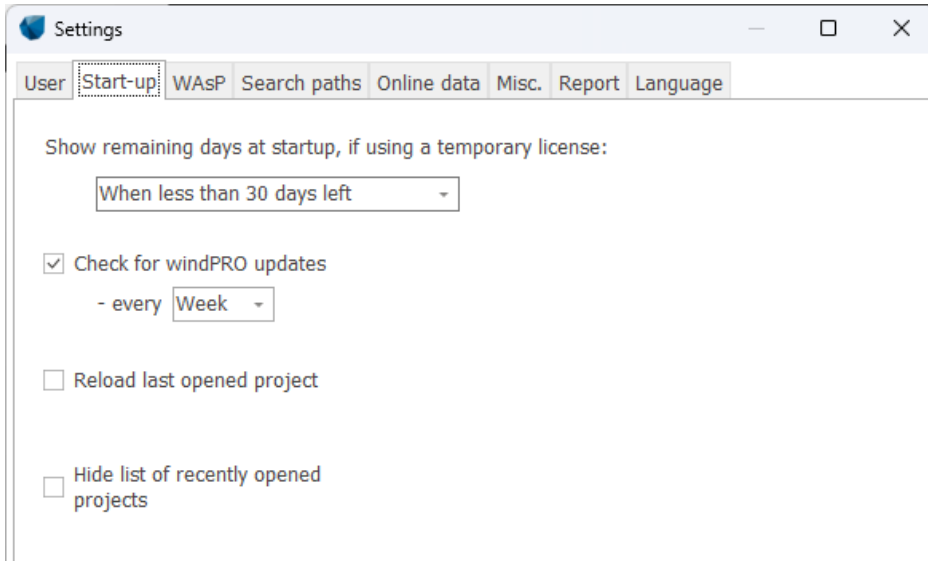 Settings
User Start-up WAsP Search paths Online data Misc. Report Language
Show remaining days at startup, if using a temporary license:
When less than 30 days left
Check for windPRO updates
- every Week
Reload last opened project
Hide list of recently opened
projects